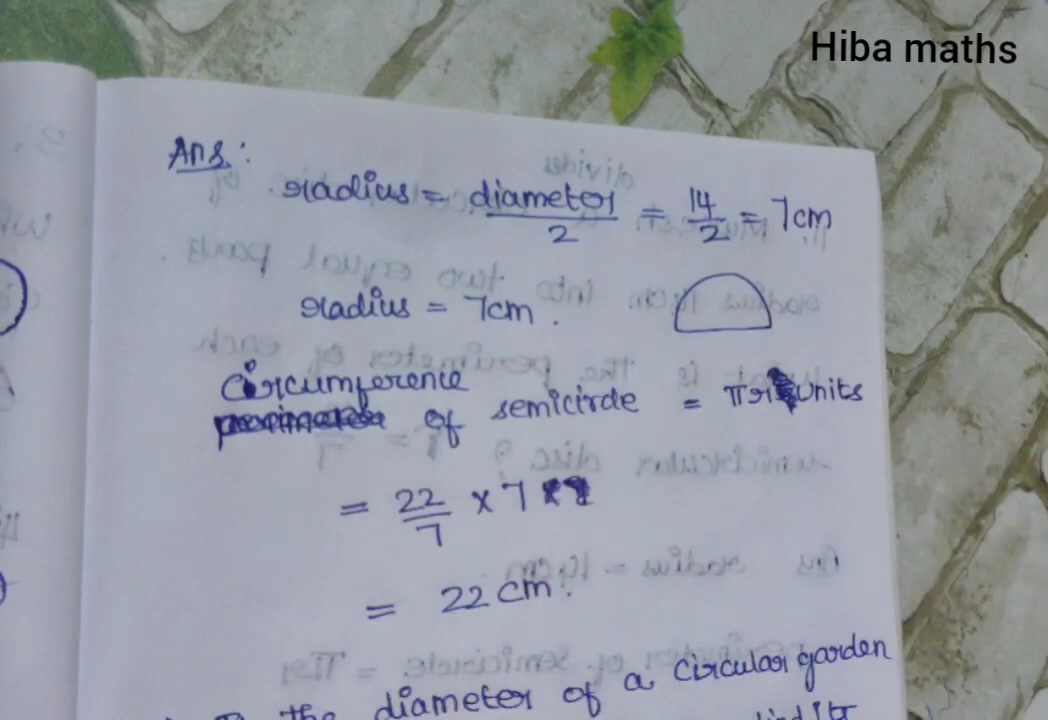 Hiba maths
Ans:
radius = diameter/2 = 14/2 = 7cm
radius = 7cm.
Circumference
of semicircle = πr units
= 22/7 × 7
= 22 cm.
the diameter of a circular garden